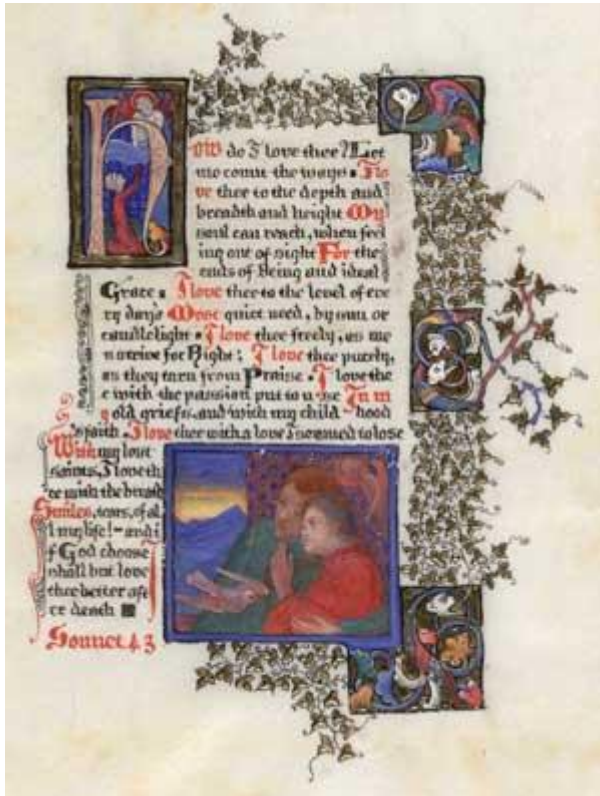 How do I love thee? Let
me count the ways. I lo
ve thee to the depth and
breadth and height My
soul can reach, when feel
ing out of sight For the
ends of Being and ideal
Grace. I love thee to the level of eve
ry day's Most quiet need, by sun or
candlelight. I love thee freely, as me
n strive for Right; I love thee purely,
as they turn from Praise. I love the
e with the passion put to use In m
y old griefs, and with my child hood
's faith. I love thee with a love I seemed to lose
With my lost
saints, I love th
ee with the breath
Smiles, tears, of al
l my life! - and i
f God choose
shall but love
thee better aft
er death
Sonnet 43